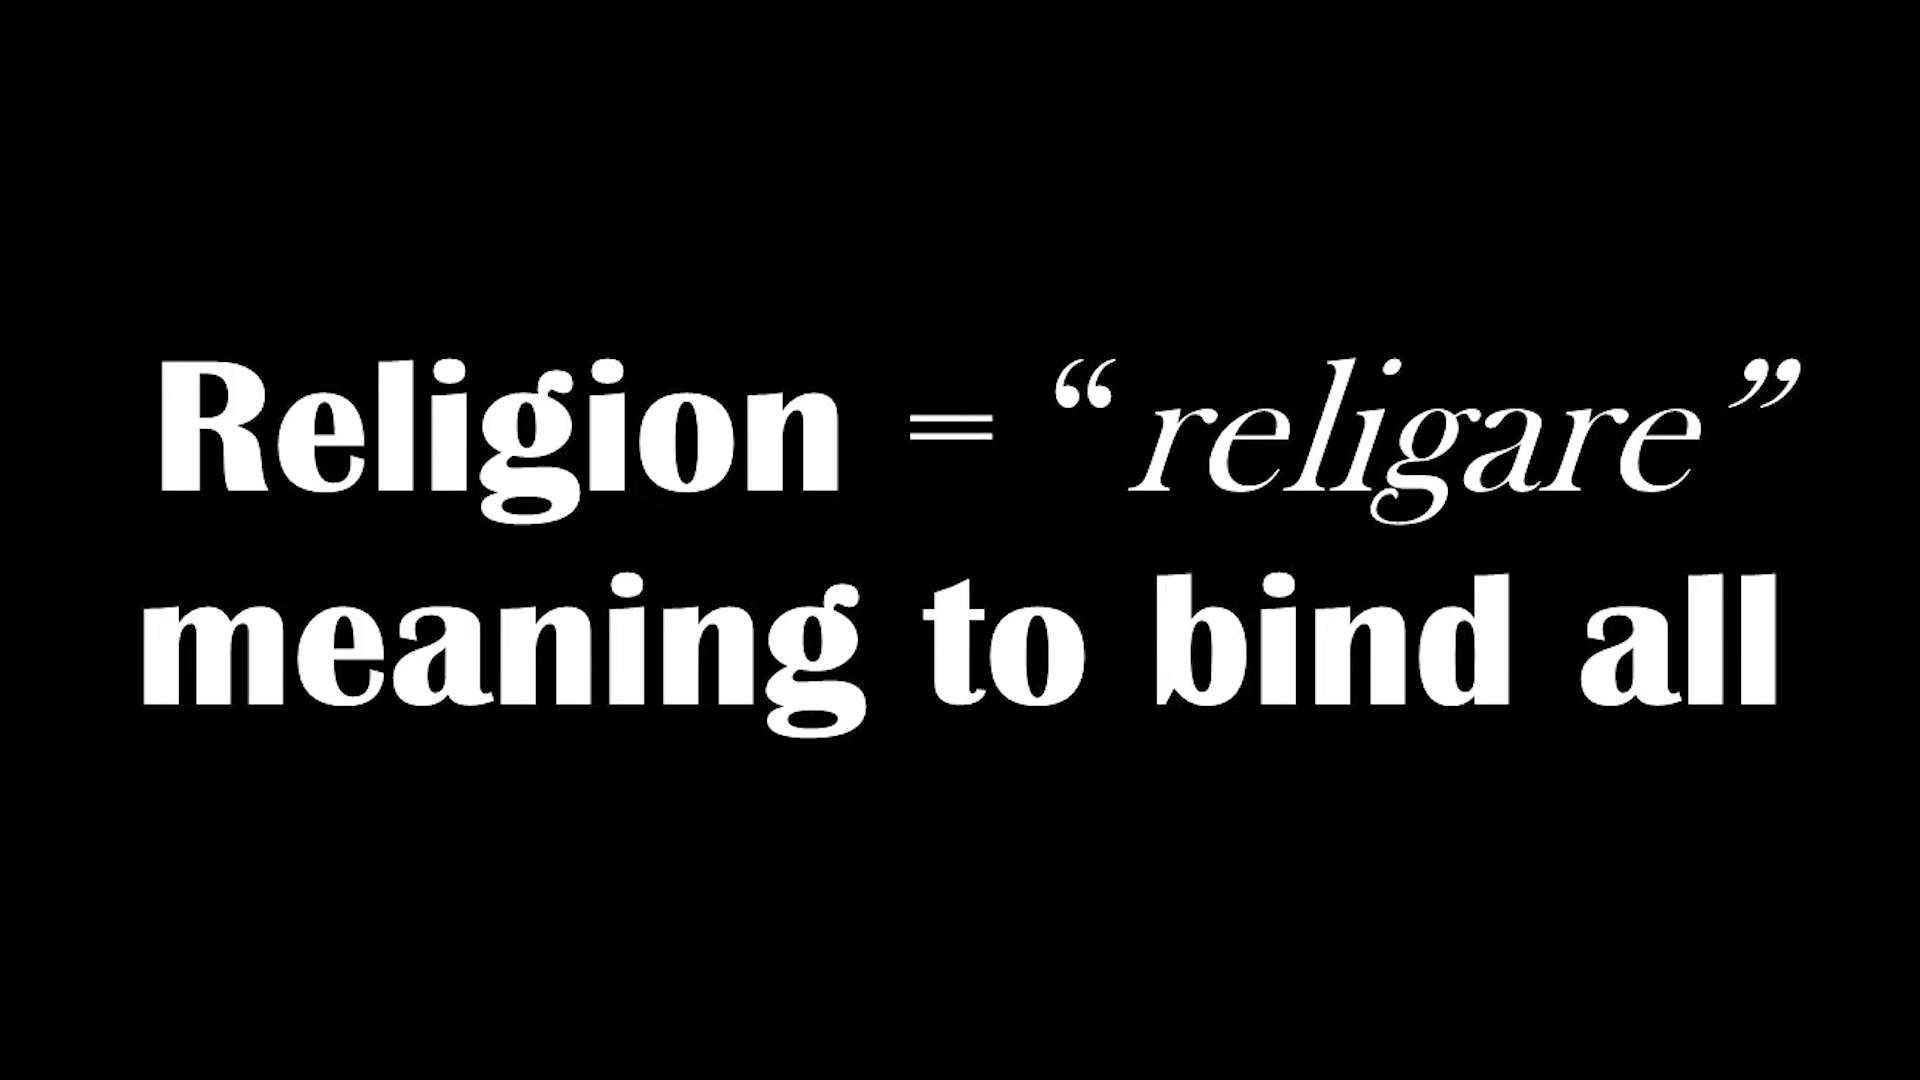 Religion = “religare”
meaning to bind all